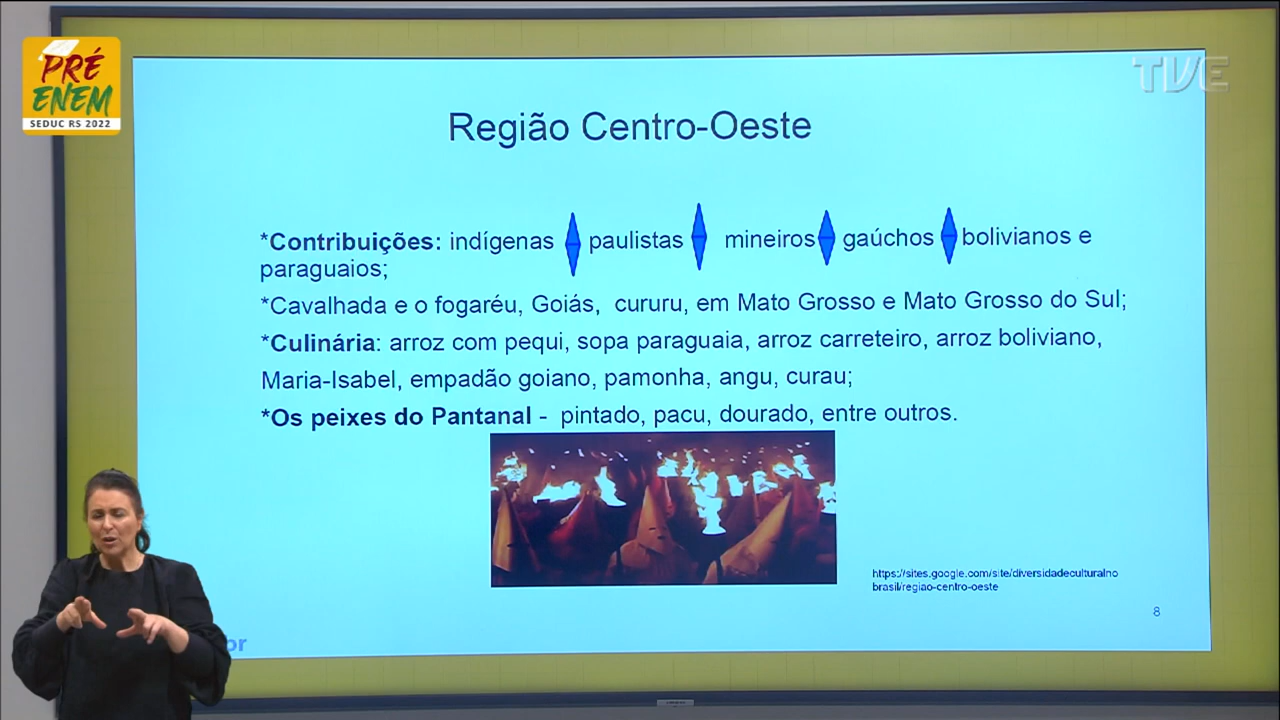 PRÉ
ENEM
SEDUC RS 2022
TVE
Região Centro-Oeste
*Contribuições: indígenas paulistas mineiros gaúchos bolivianos e
paraguaios;
*Cavalhada e o fogaréu, Goiás, cururu, em Mato Grosso e Mato Grosso do Sul;
*Culinária: arroz com pequi, sopa paraguaia, arroz carreteiro, arroz boliviano,
Maria-Isabel, empadão goiano, pamonha, angu, curau;
*Os peixes do Pantanal - pintado, pacu, dourado, entre outros.
https://sites.google.com/site/diversidadeculturalno
brasil/regiao-centro-oeste
8
or